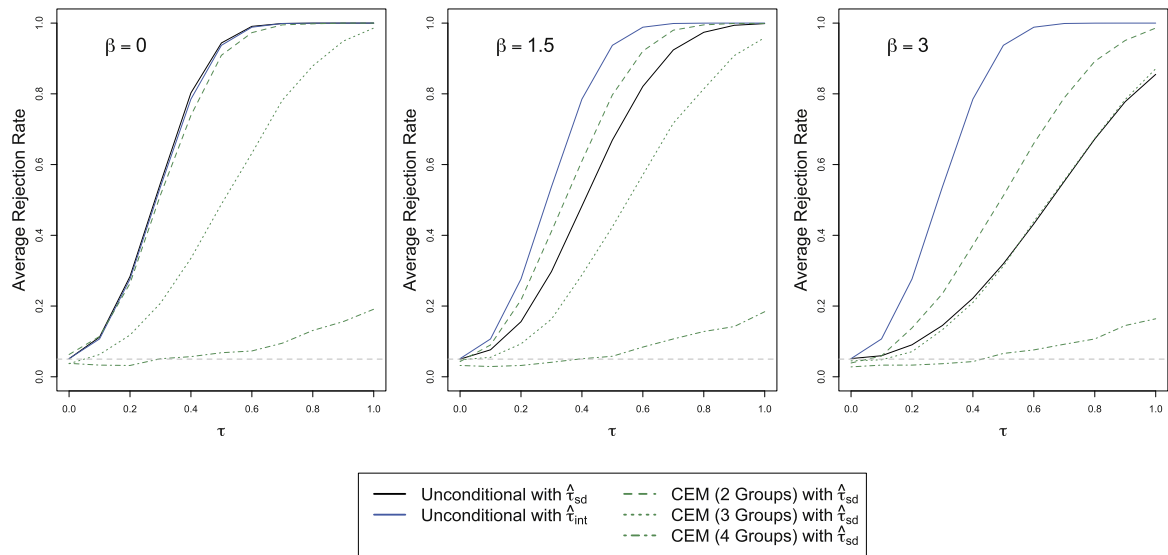 β = 0
β = 1.5
β = 3
Average Rejection Rate
Average Rejection Rate
Average Rejection Rate
1.0
0.8
0.6
0.4
0.2
0.0
1.0
0.8
0.6
0.4
0.2
0.0
1.0
0.8
0.6
0.4
0.2
0.0
0.0 0.2 0.4 0.6 0.8 1.0
0.0 0.2 0.4 0.6 0.8 1.0
0.0 0.2 0.4 0.6 0.8 1.0
τ
τ
τ
Unconditional with τ̂sd
Unconditional with τ̂int
CEM (2 Groups) with τ̂sd
CEM (3 Groups) with τ̂sd
CEM (4 Groups) with τ̂sd